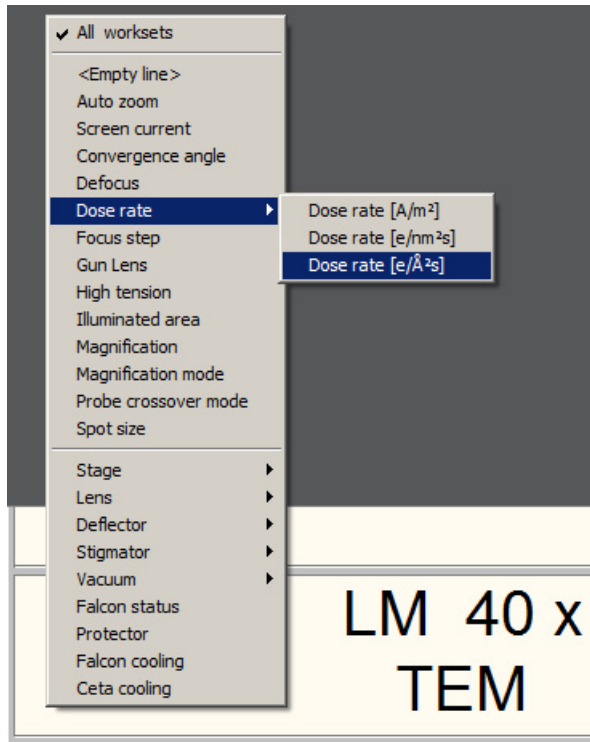 All worksets
<Empty line>
Auto zoom
Screen current
Convergence angle
Defocus
Dose rate
Dose rate [A/m²]
Dose rate [e/nm²s]
Dose rate [e/Å²s]
Focus step
Gun Lens
High tension
Illuminated area
Magnification
Magnification mode
Probe crossover mode
Spot size
Stage
Lens
Deflector
Stigmator
Vacuum
Falcon status
Protector
Falcon cooling
Ceta cooling
LM 40 x
TEM